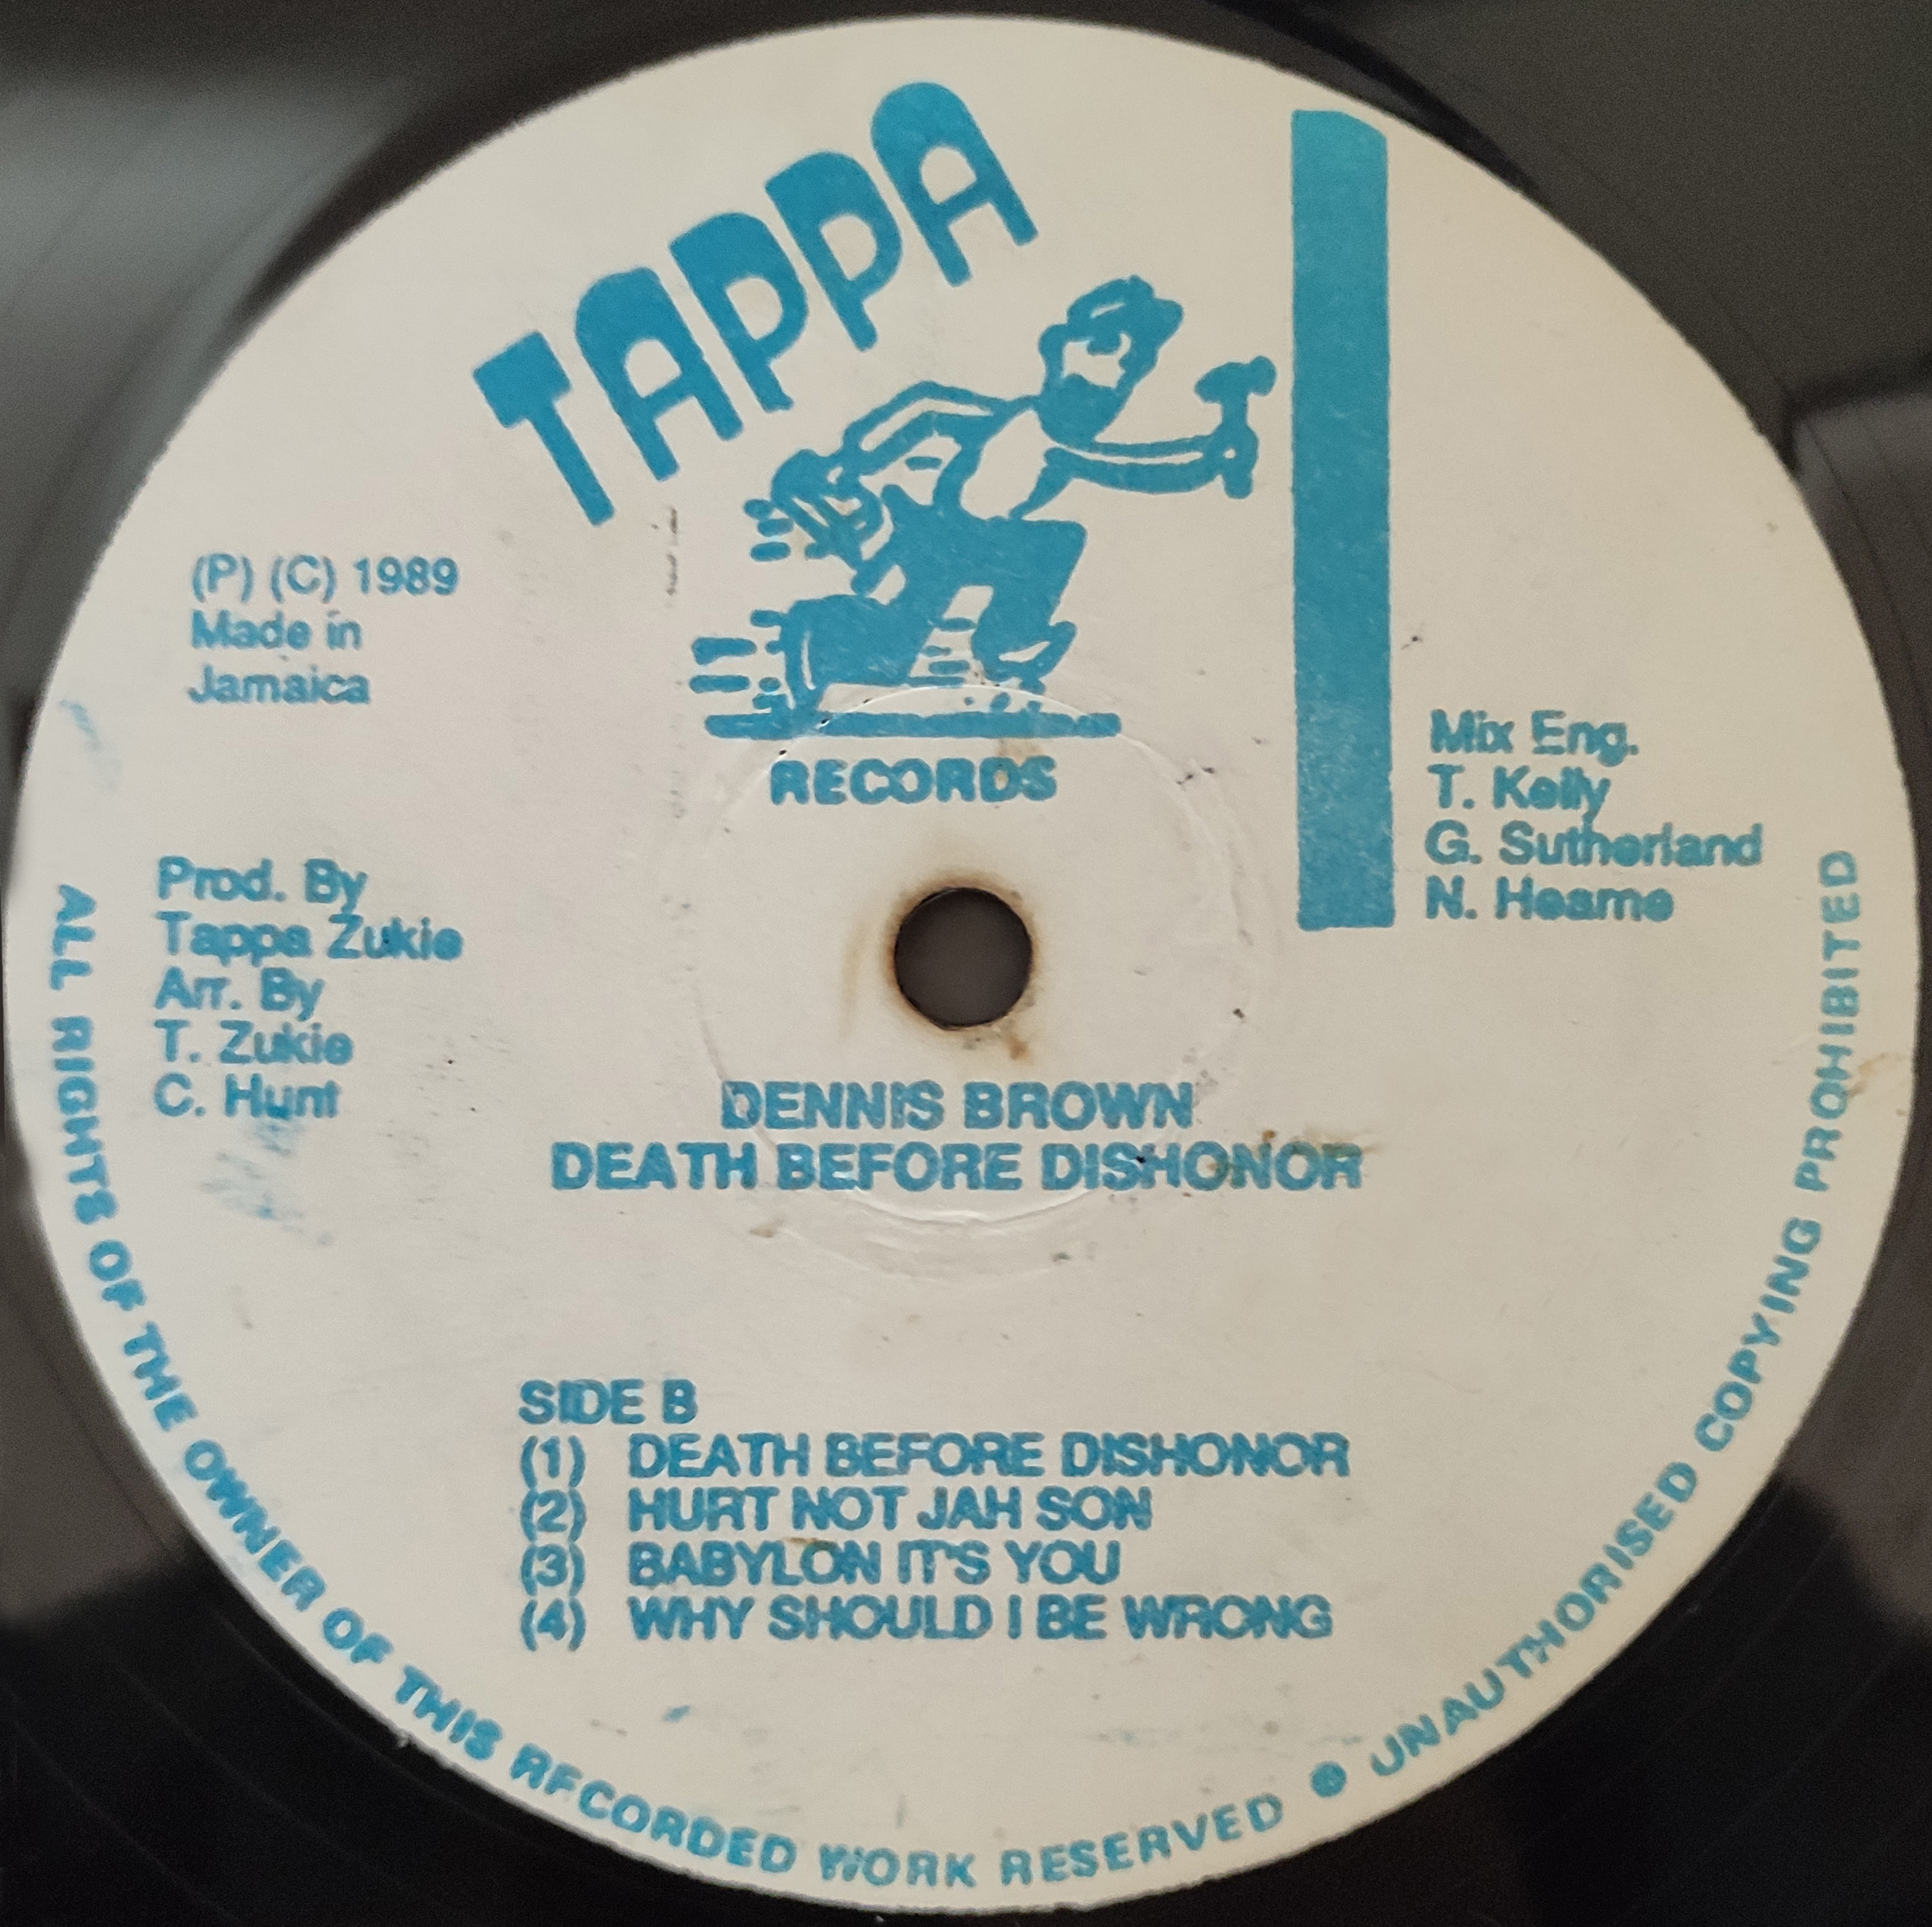 TAPPA
RECORDS
(P) (C) 1989
Made in
Jamaica
Mix Eng.
T. Kelly
G. Sutherland
N. Hearne
Prod. By
Tappa Zukie
Arr. By
T. Zukie
C. Hunt
DENNIS BROWN
DEATH BEFORE DISHONOR
SIDE B
(1) DEATH BEFORE DISHONOR
(2) HURT NOT JAH SON
(3) BABYLON IT'S YOU
(4) WHY SHOULD I BE WRONG
ALL RIGHTS OF THE OWNER OF THIS RECORDED WORK RESERVED ● UNAUTHORISED COPYING PROHIBITED